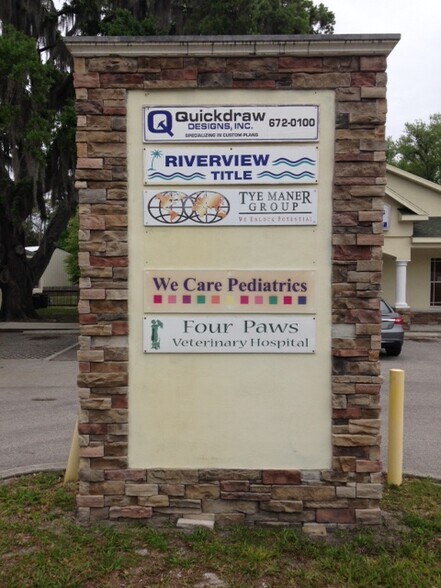 Q Quickdraw 672-0100
DESIGNS, INC.
SPECIALIZING IN CUSTOM PLANS
RIVERVIEW
TITLE
TYE MANER
GROUP
WE UNLOCK POTENTIAL
We Care Pediatrics
Four Paws
Veterinary Hospital